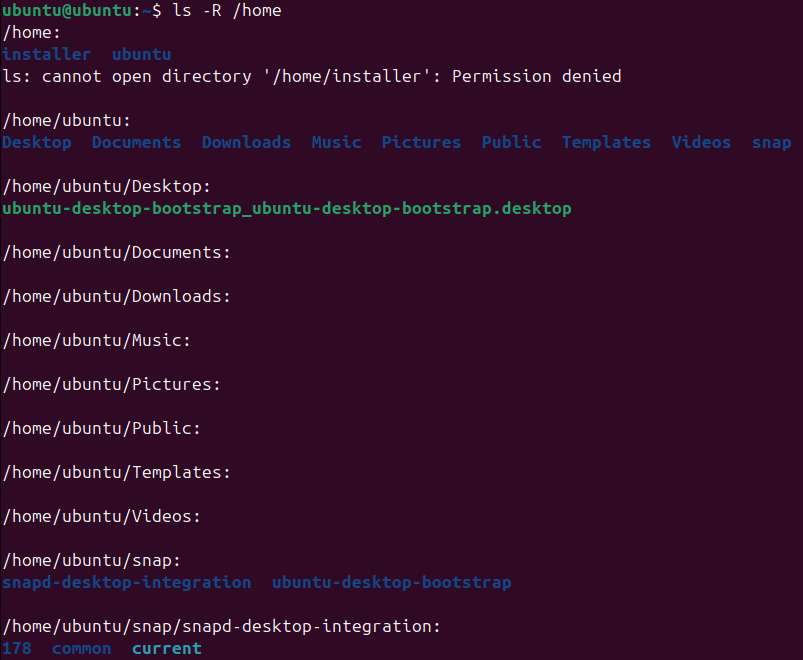 ubuntu@ubuntu:~$ ls -R /home
/home:
installer  ubuntu
ls: cannot open directory '/home/installer': Permission denied

/home/ubuntu:
Desktop  Documents  Downloads  Music  Pictures  Public  Templates  Videos  snap

/home/ubuntu/Desktop:
ubuntu-desktop-bootstrap_ubuntu-desktop-bootstrap.desktop

/home/ubuntu/Documents:

/home/ubuntu/Downloads:

/home/ubuntu/Music:

/home/ubuntu/Pictures:

/home/ubuntu/Public:

/home/ubuntu/Templates:

/home/ubuntu/Videos:

/home/ubuntu/snap:
snapd-desktop-integration  ubuntu-desktop-bootstrap

/home/ubuntu/snap/snapd-desktop-integration:
178  common  current